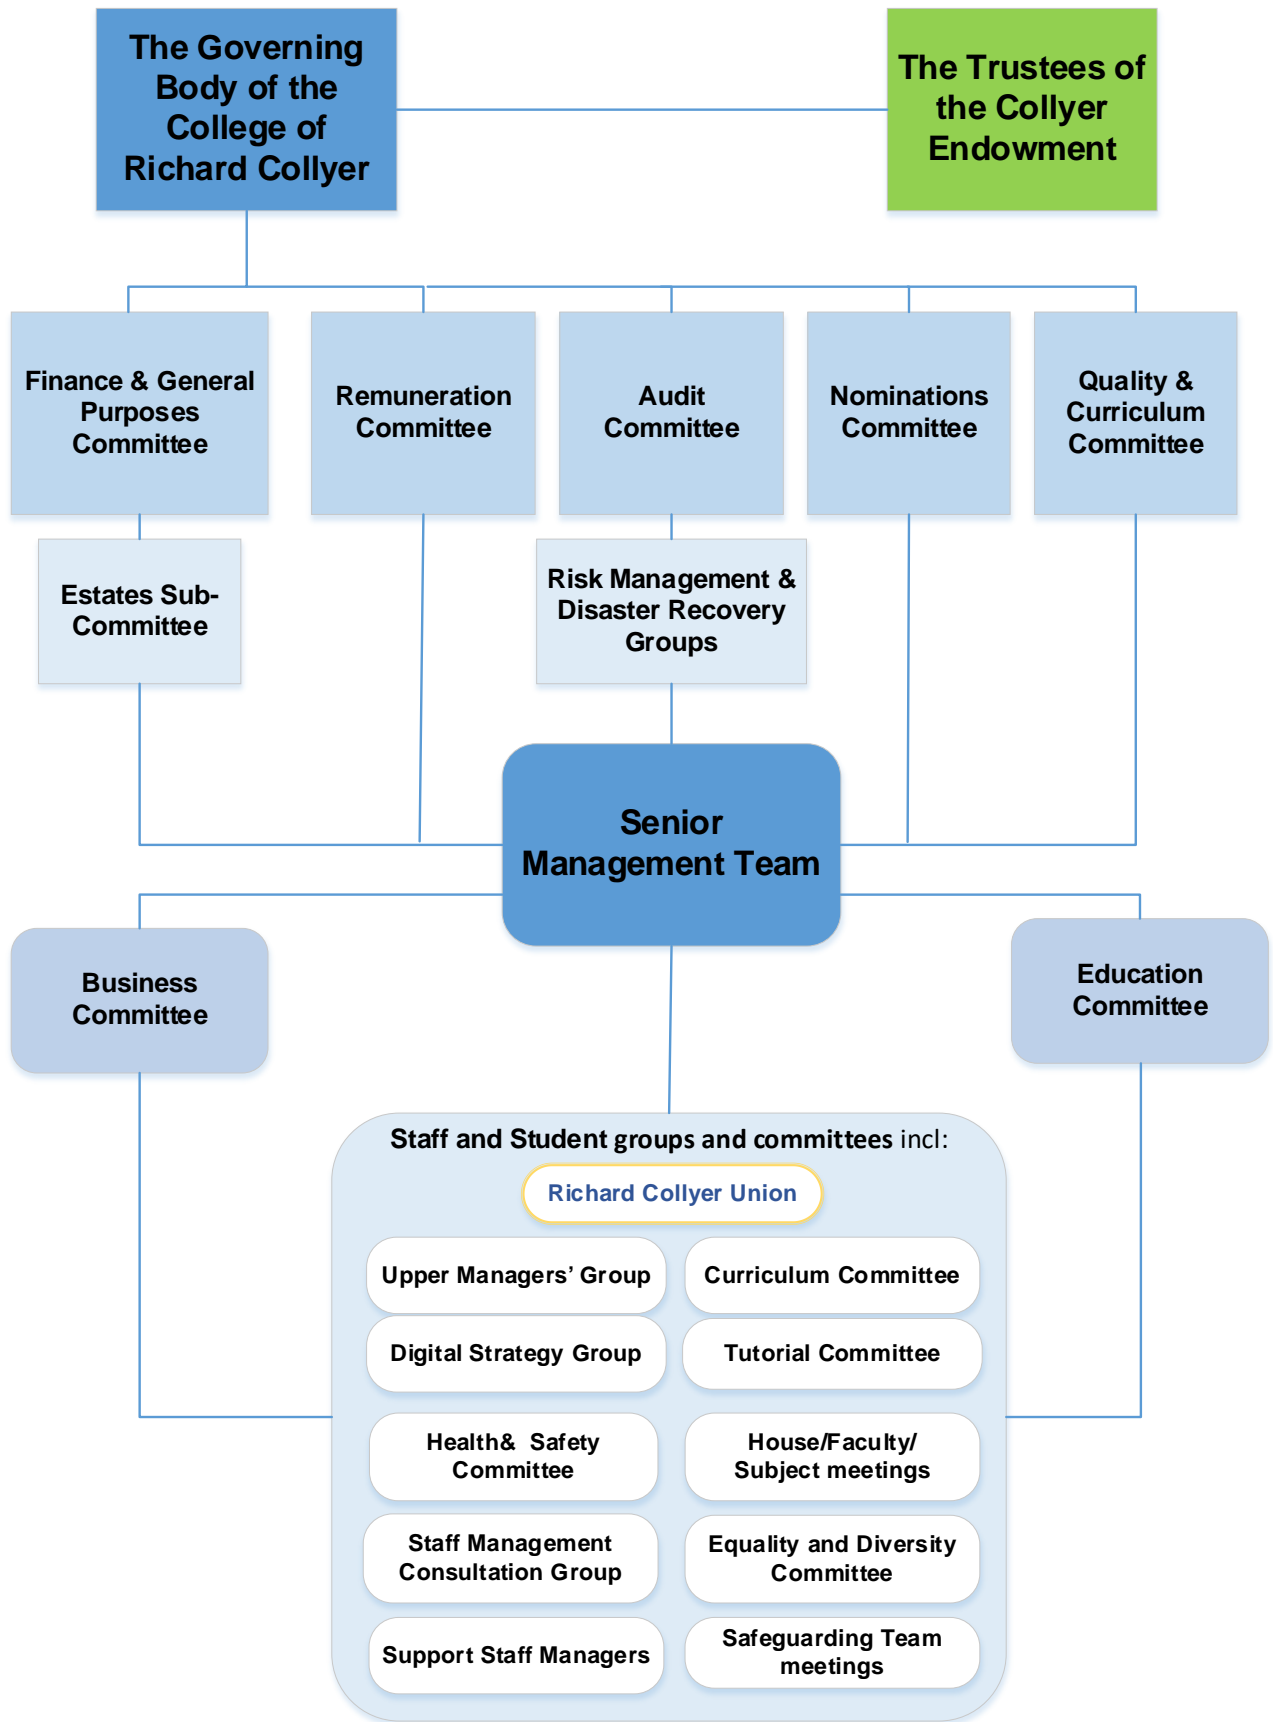 The Governing
Body of the
College of
Richard Collyer
The Trustees of
the Collyer
Endowment
Finance & General
Purposes
Committee
Remuneration
Committee
Audit
Committee
Nominations
Committee
Quality &
Curriculum
Committee
Estates Sub-
Committee
Risk Management &
Disaster Recovery
Groups
Senior
Management Team
Business
Committee
Education
Committee
Staff and Student groups and committees incl:
Richard Collyer Union
Upper Managers’ Group
Curriculum Committee
Digital Strategy Group
Tutorial Committee
Health& Safety
Committee
House/Faculty/
Subject meetings
Staff Management
Consultation Group
Equality and Diversity
Committee
Support Staff Managers
Safeguarding Team
meetings